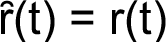 r̂(t) = r(t)